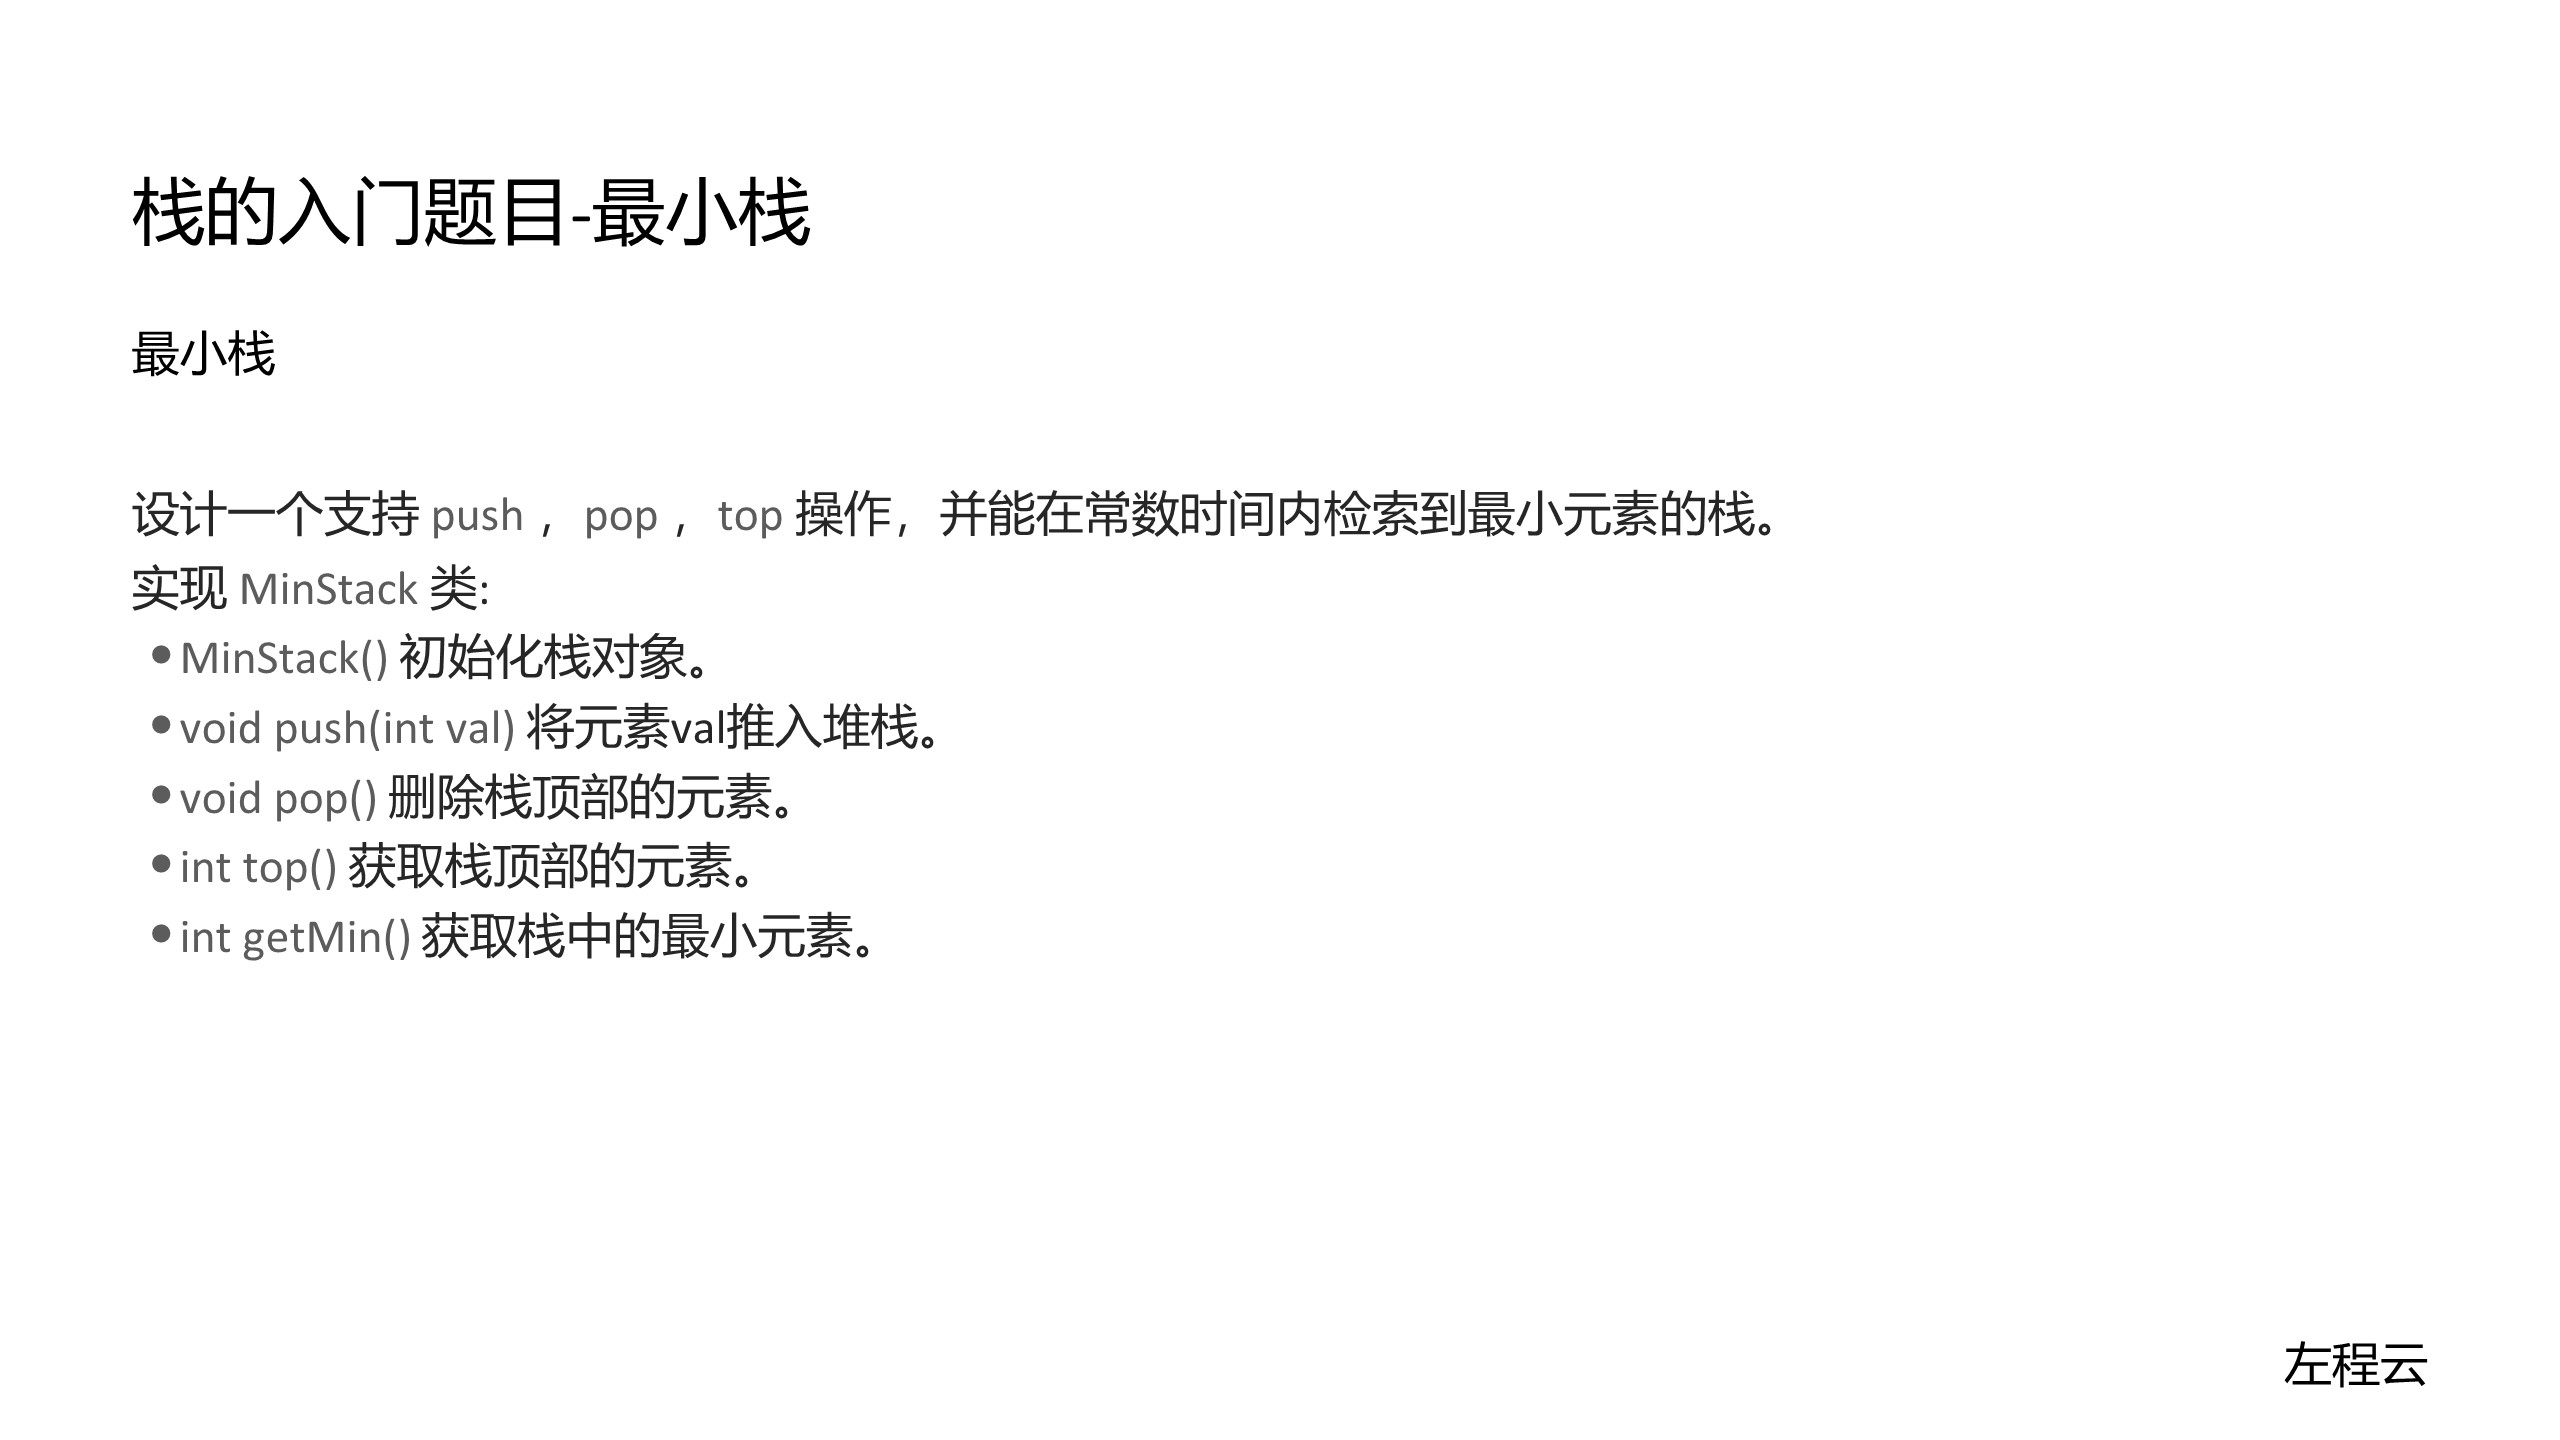 栈的入门题目-最小栈
最小栈
设计一个支持 push ，pop ，top 操作，并能在常数时间内检索到最小元素的栈。
实现 MinStack 类:
•MinStack() 初始化栈对象。
•void push(int val) 将元素val推入堆栈。
•void pop() 删除栈顶部的元素。
•int top() 获取栈顶部的元素。
•int getMin() 获取栈中的最小元素。
左程云